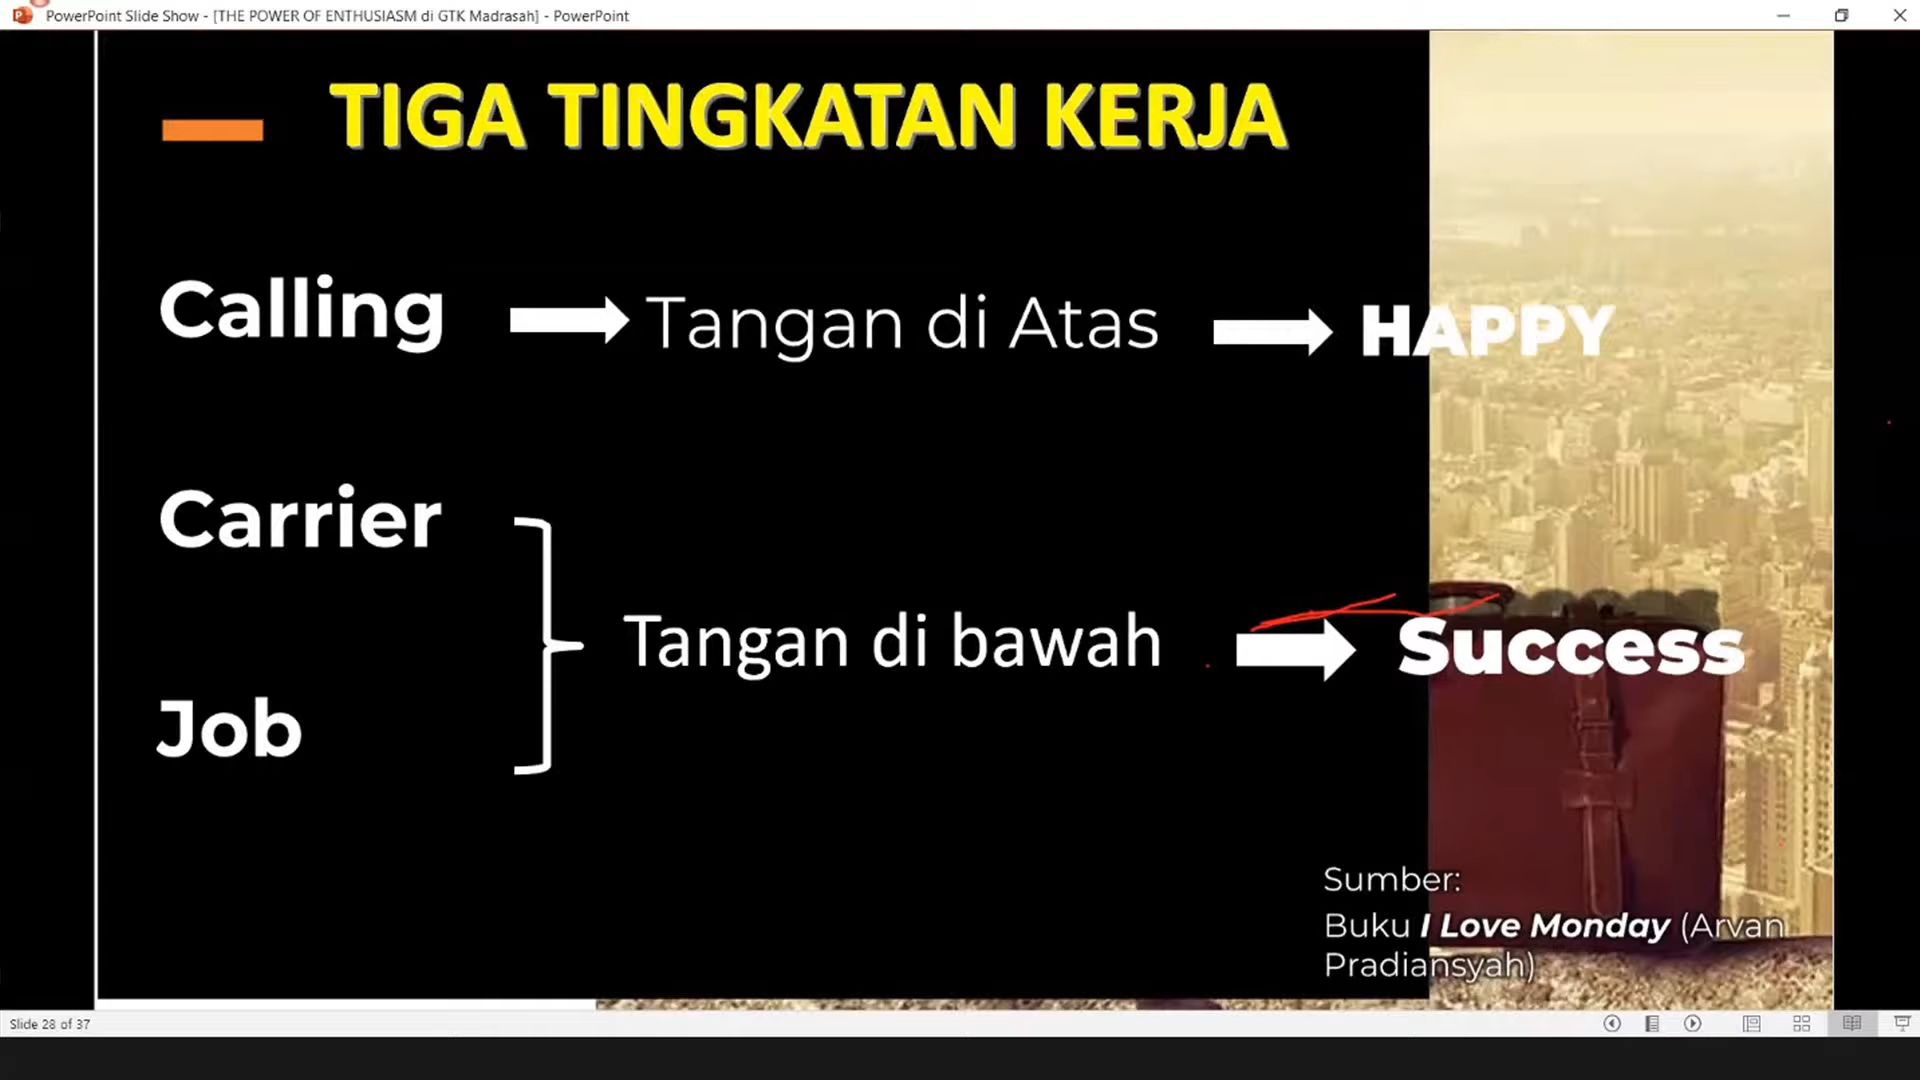 PowerPoint Slide Show - [THE POWER OF ENTHUSIASM di GTK Madrasah] - PowerPoint
TIGA TINGKATAN KERJA
Calling Tangan di Atas HAPPY
Carrier
Tangan di bawah Success
Job
Sumber:
Buku I Love Monday (Arvan
Pradiansyah)
Slide 28 of 37